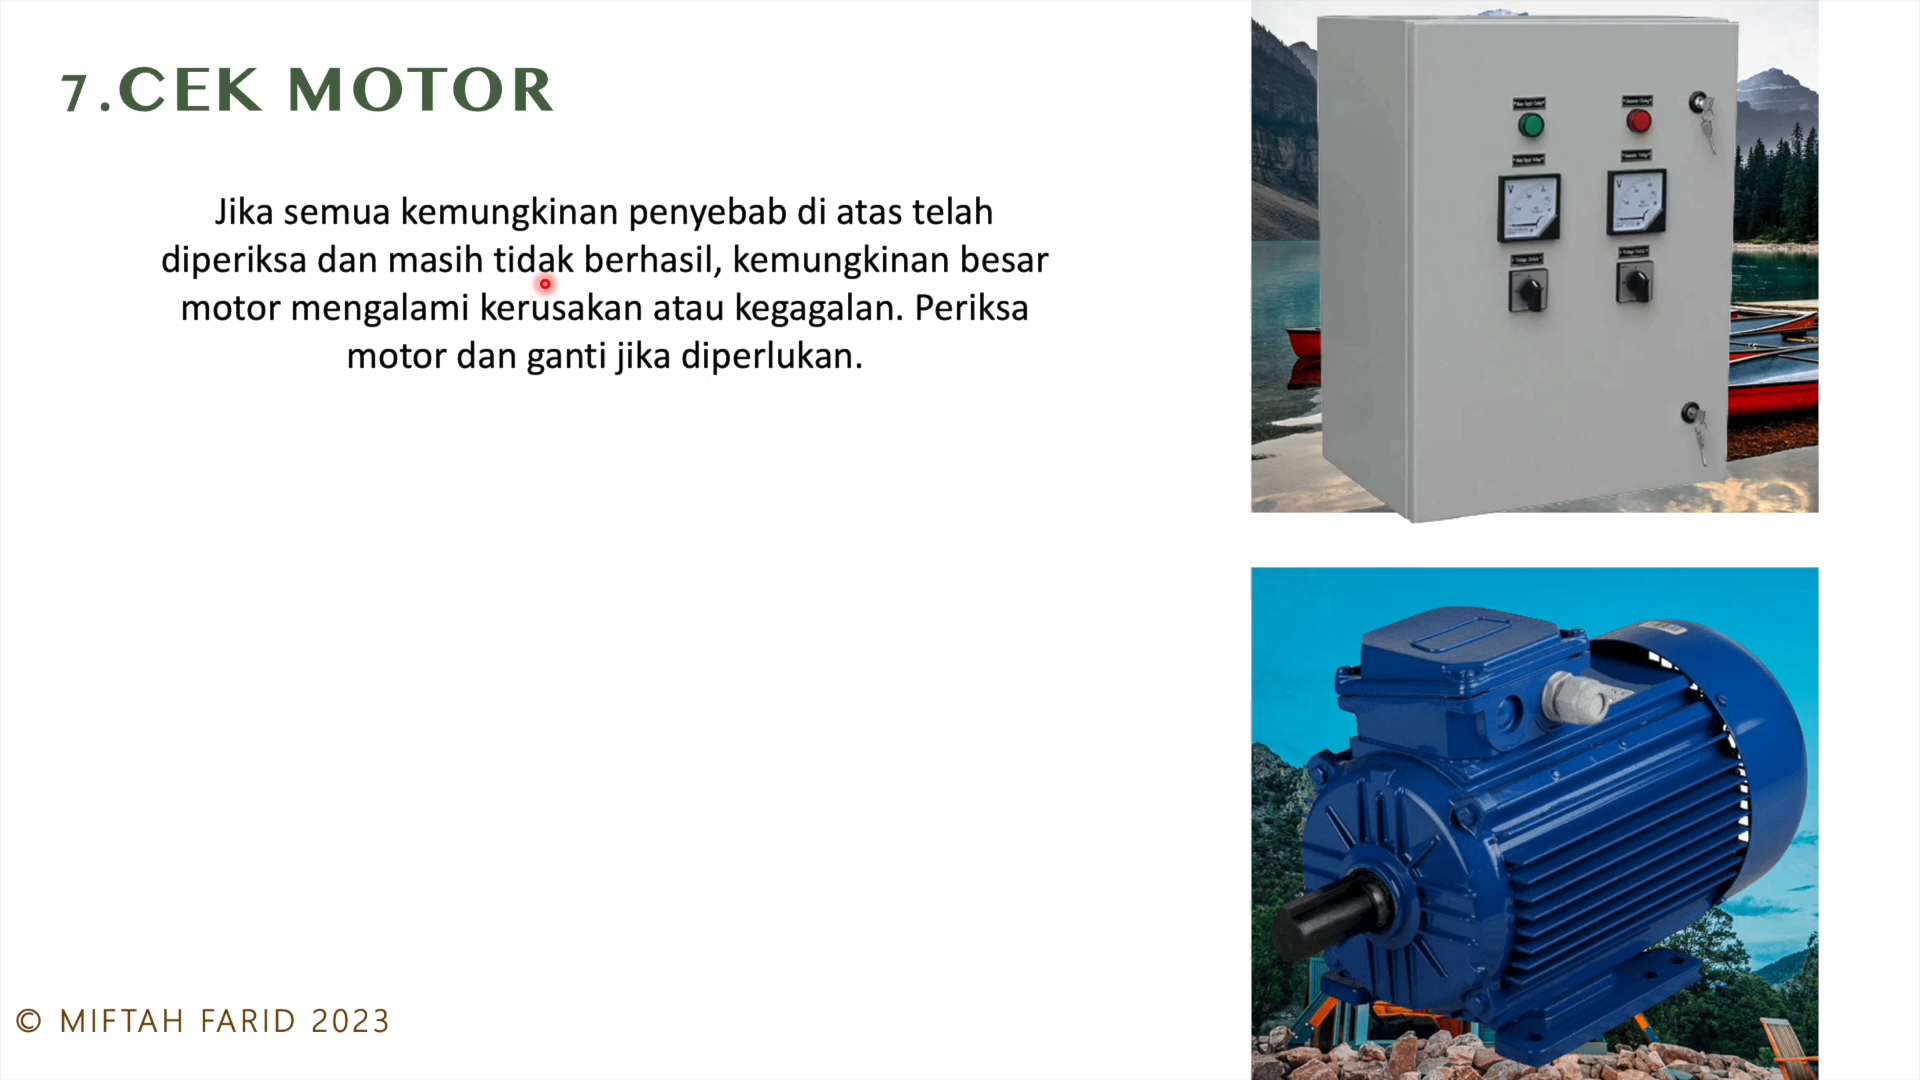 7.CEK MOTOR
Jika semua kemungkinan penyebab di atas telah
diperiksa dan masih tidak berhasil, kemungkinan besar
motor mengalami kerusakan atau kegagalan. Periksa
motor dan ganti jika diperlukan.
V
V
© MIFTAH FARID 2023